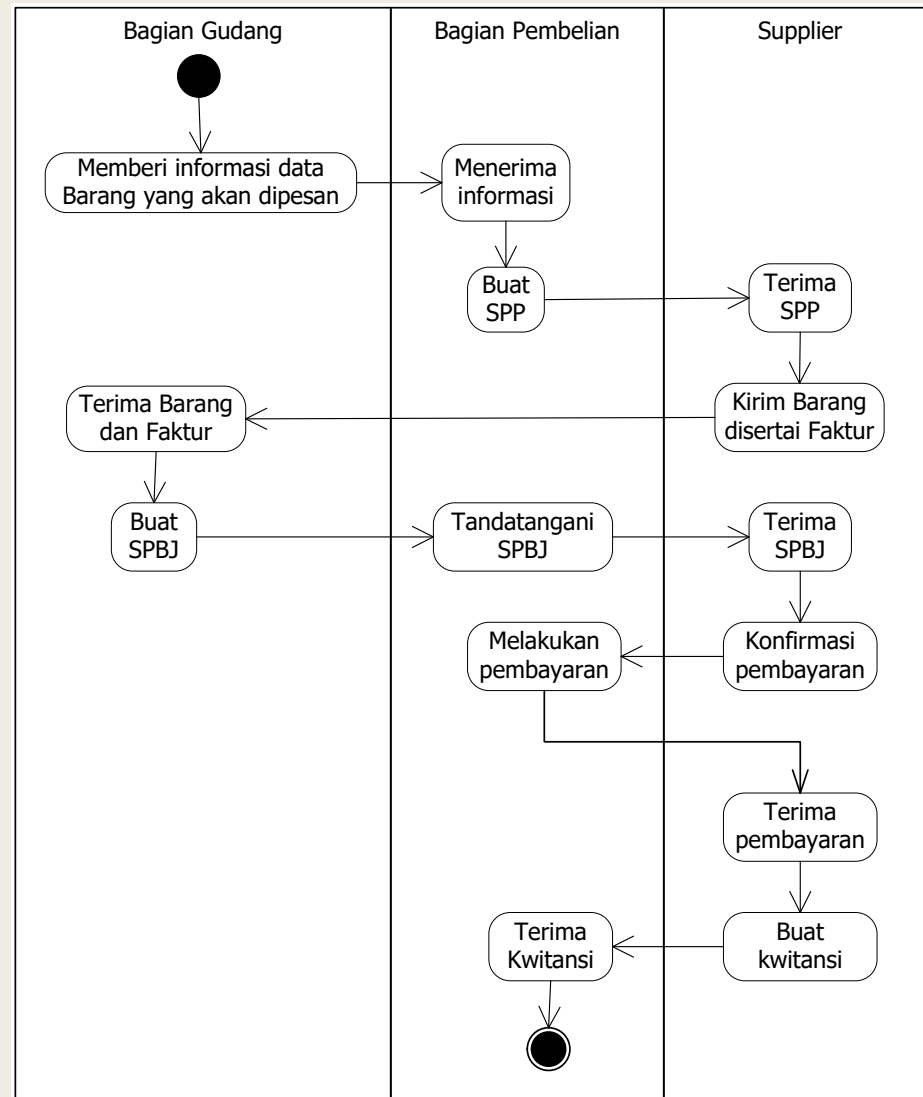 Bagian Gudang
Bagian Pembelian
Supplier
Memberi informasi data
Barang yang akan dipesan
Menerima
informasi
Buat
SPP
Terima
SPP
Kirim Barang
disertai Faktur
Terima Barang
dan Faktur
Buat
SPBJ
Tandatangani
SPBJ
Terima
SPBJ
Konfirmasi
pembayaran
Melakukan
pembayaran
Terima
pembayaran
Buat
kwitansi
Terima
Kwitansi